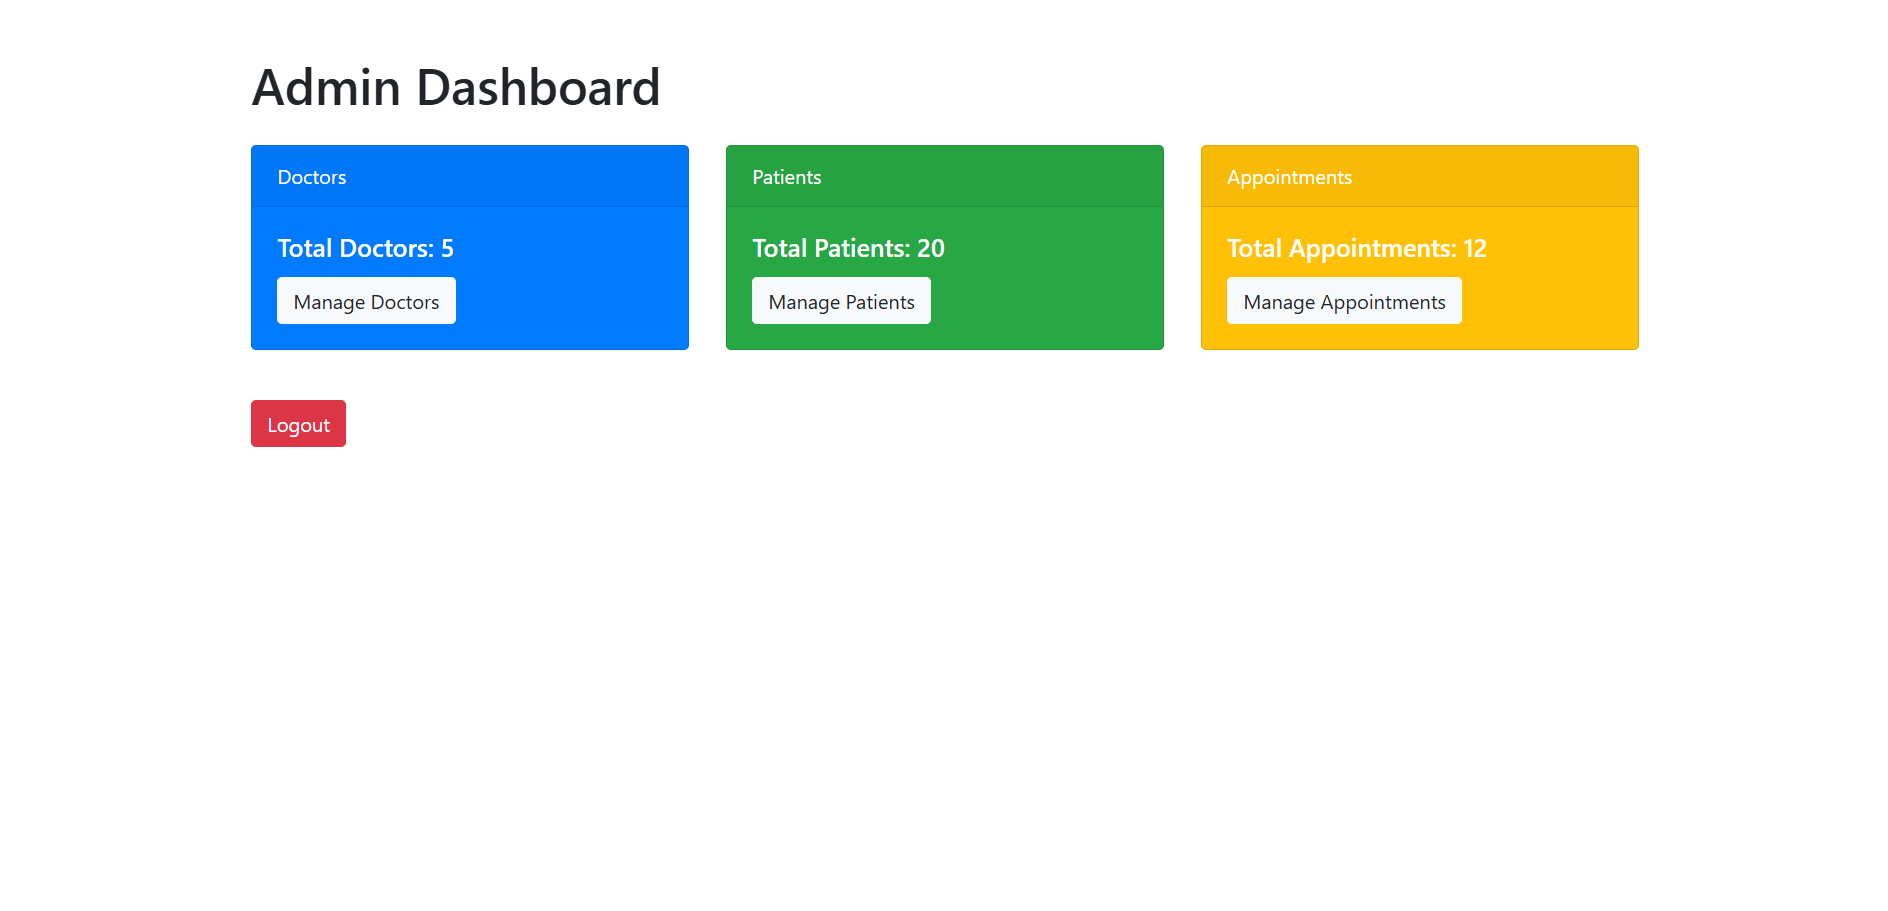 Admin Dashboard
Doctors
Total Doctors: 5
Manage Doctors
Patients
Total Patients: 20
Manage Patients
Appointments
Total Appointments: 12
Manage Appointments
Logout